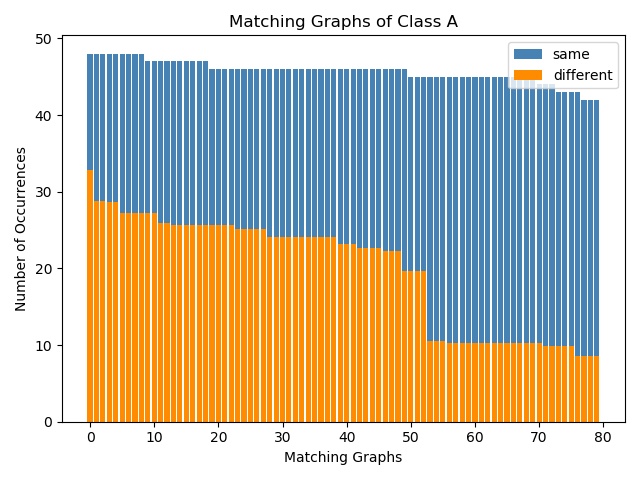 Matching Graphs of Class A
same
different
Number of Occurrences
50
40
30
20
10
0
0 10 20 30 40 50 60 70 80
Matching Graphs